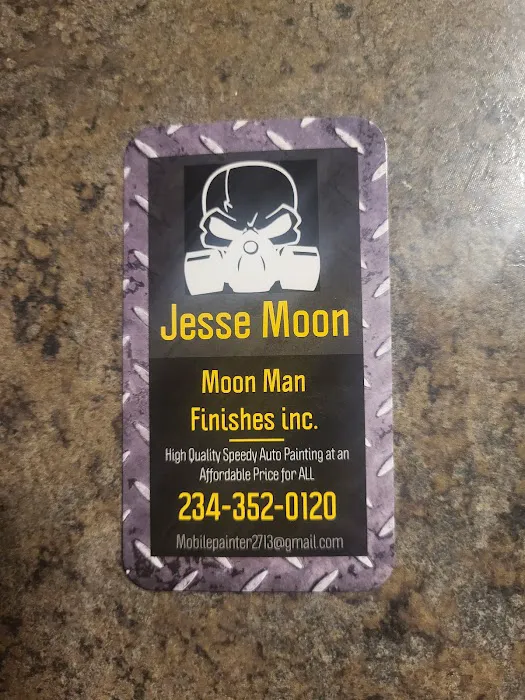 Jesse Moon
Moon Man
Finishes inc.
High Quality Speedy Auto Painting at an
Affordable Price for ALL
234-352-0120
Mobilepainter2713@gmail.com